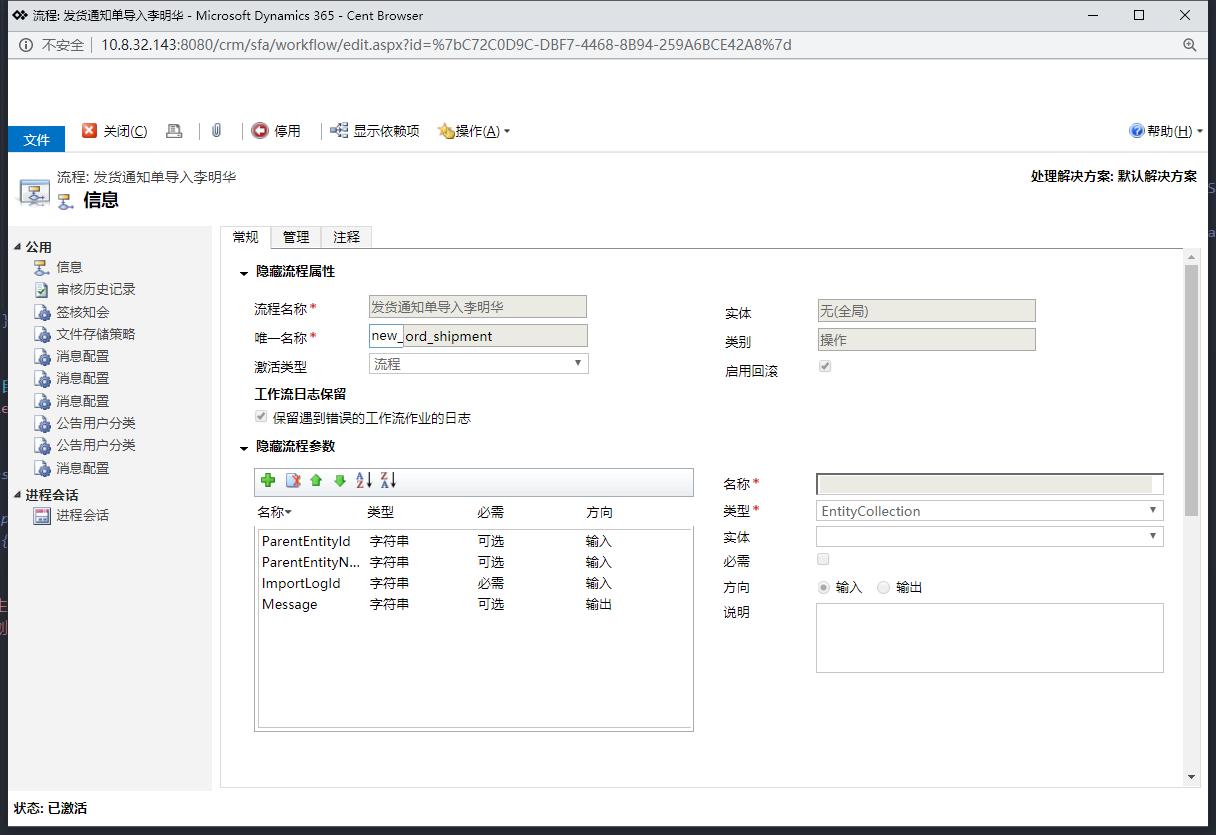 流程: 发货通知单导入李明华 - Microsoft Dynamics 365 - Cent Browser
不安全 10.8.32.143:8080/crm/sfa/workflow/edit.aspx?id=%7bC72C0D9C-DBF7-4468-8B94-259A6BCE42A8%7d
文件 关闭(C) 停用 显示依赖项 操作(A) 帮助(H)
流程: 发货通知单导入李明华
处理解决方案: 默认解决方案
信息
公用
信息
审核历史记录
签核知会
文件存储策略
消息配置
消息配置
消息配置
公告用户分类
公告用户分类
消息配置
进程会话
进程会话
常规 管理 注释
隐藏流程属性
流程名称* 发货通知单导入李明华
唯一名称* new_ord_shipment
激活类型 流程
实体 无(全局)
类别 操作
启用回滚
工作流日志保留
保留遇到错误的工作流作业的日志
隐藏流程参数
名称 类型 必需 方向
ParentEntityId 字符串 可选 输入
ParentEntityN... 字符串 可选 输入
ImportLogId 字符串 必需 输入
Message 字符串 可选 输出
名称*
类型* EntityCollection
实体
必需
方向 输入 输出
说明
状态: 已激活